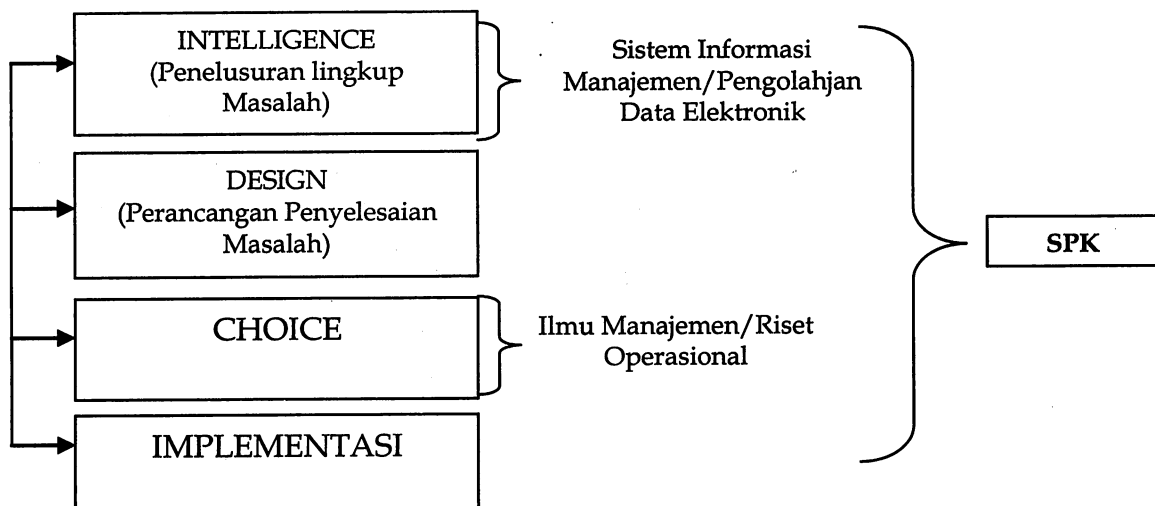 INTELLIGENCE
(Penelusuran lingkup
Masalah)
Sistem Informasi
Manajemen/Pengolahjan
Data Elektronik
DESIGN
(Perancangan Penyelesaian
Masalah)
SPK
CHOICE
Ilmu Manajemen/Riset
Operasional
IMPLEMENTASI